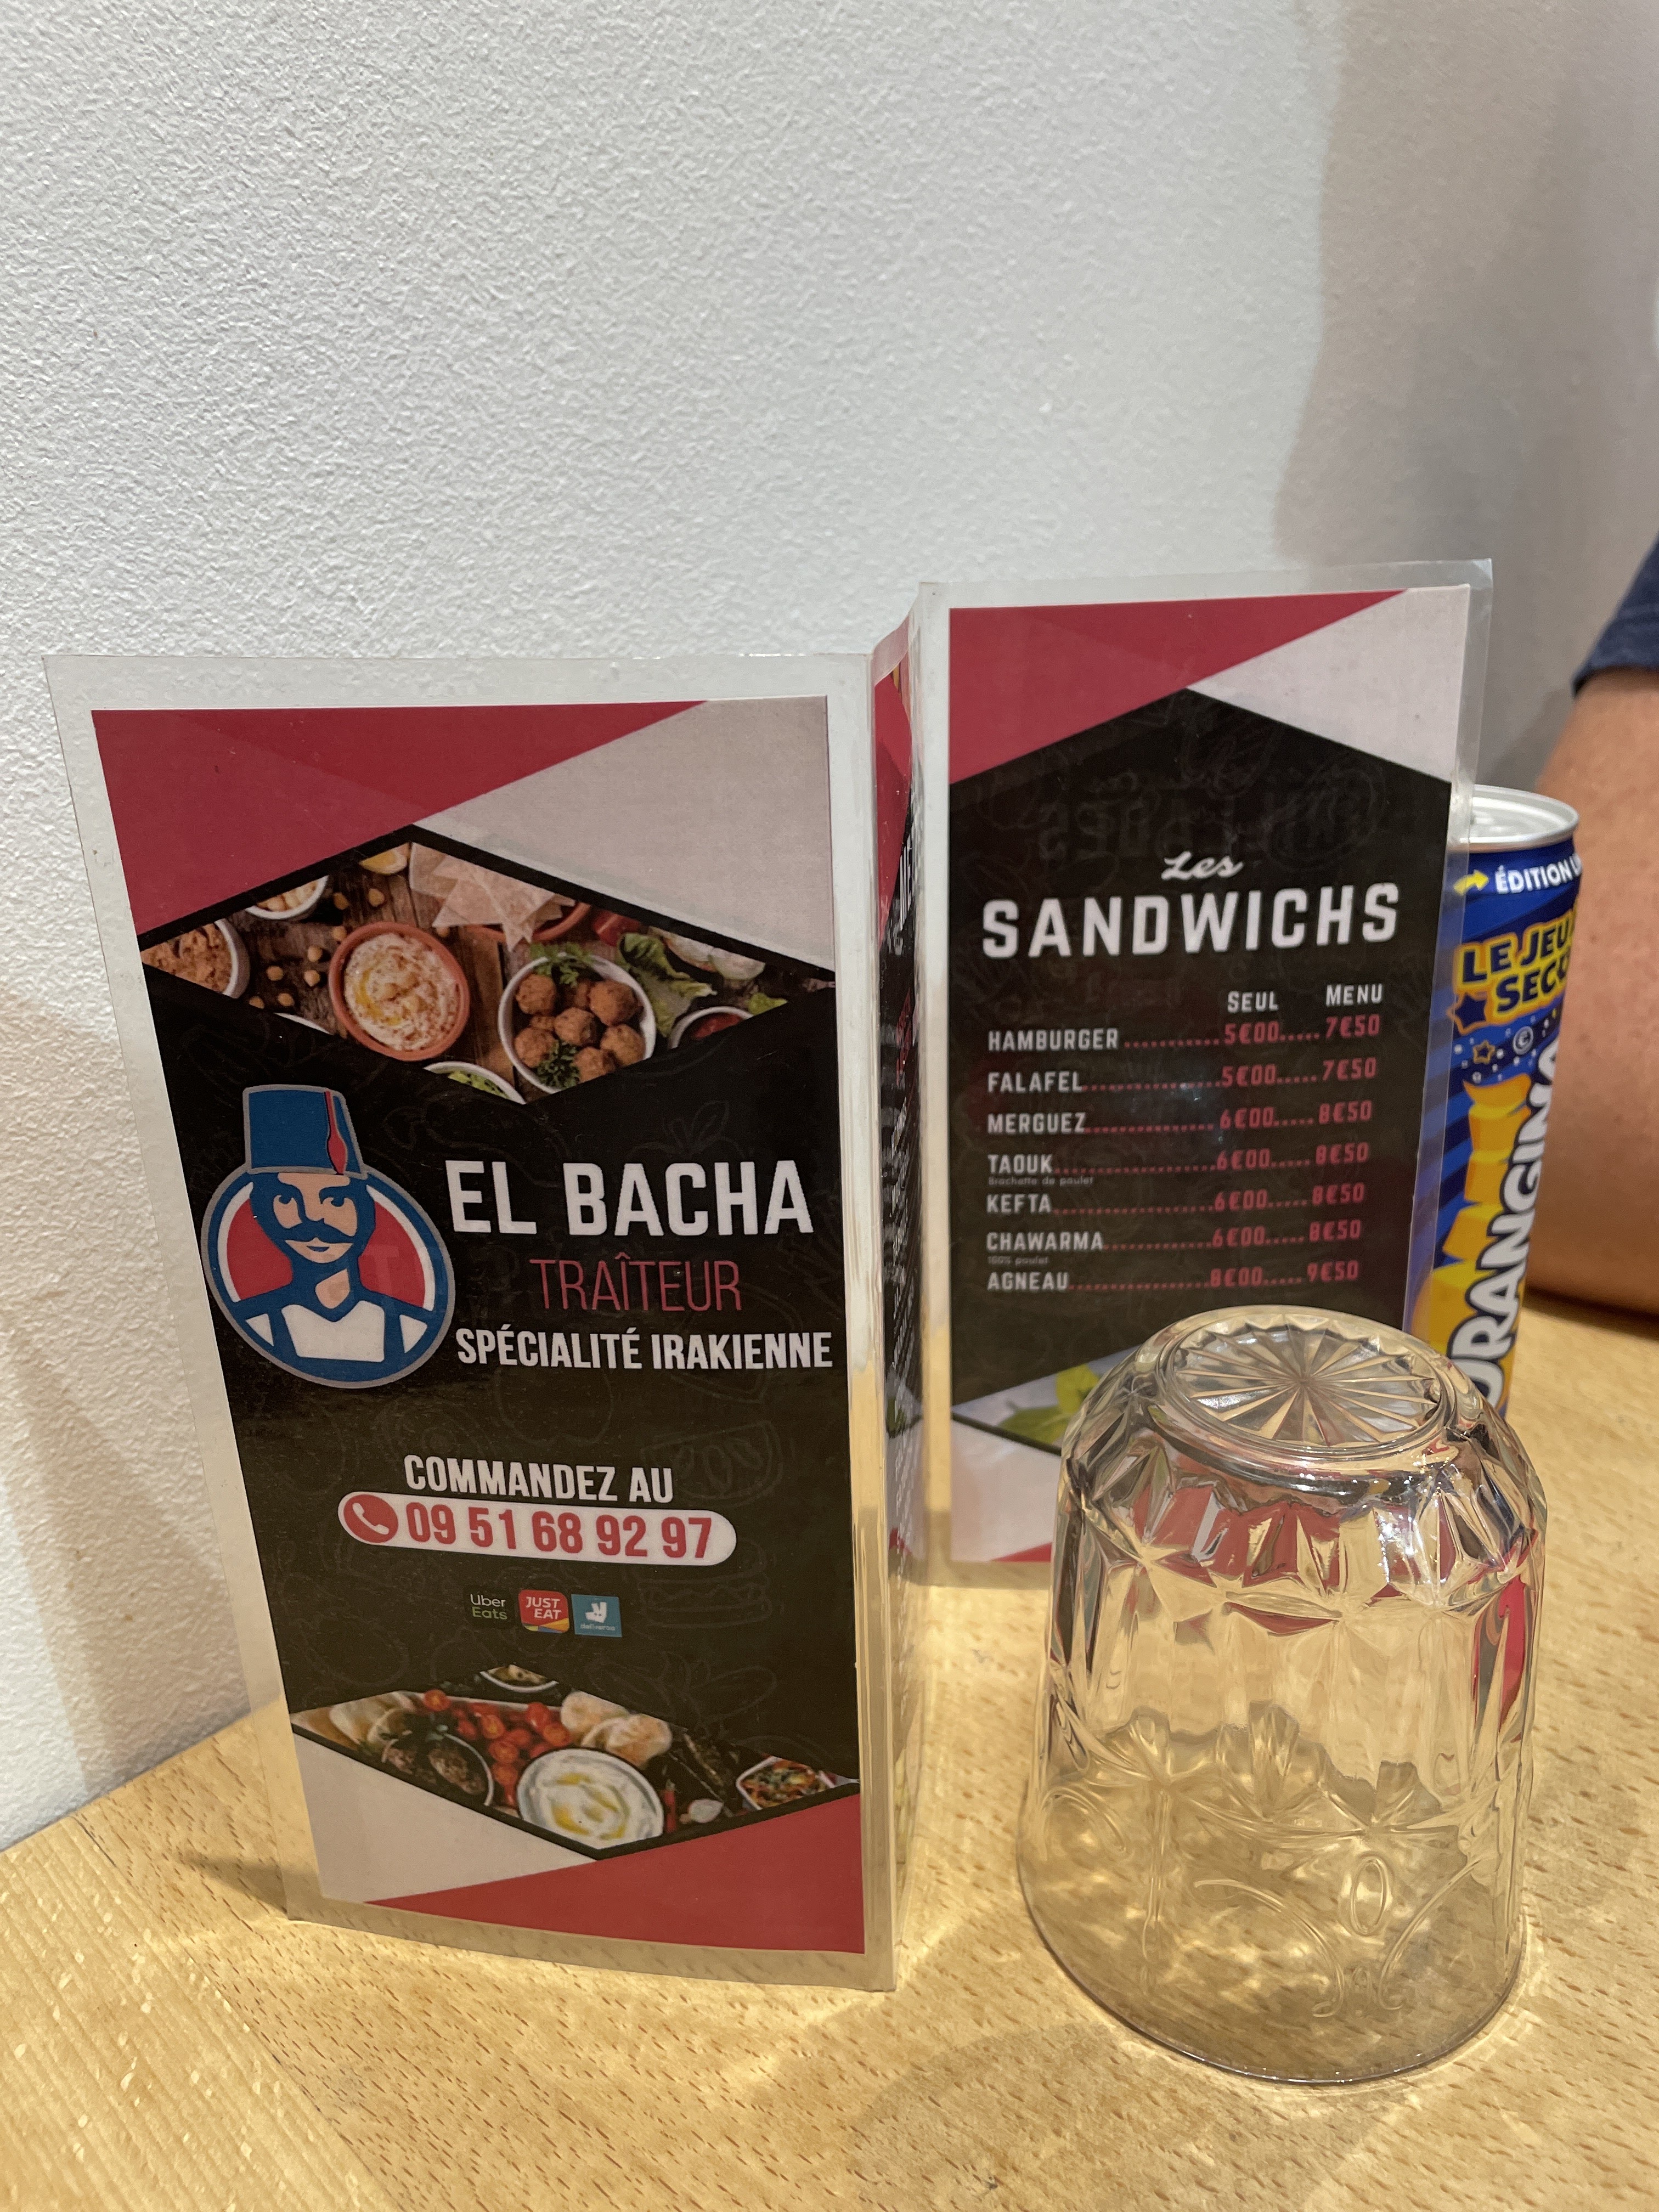 EL BACHA
TRAÎTEUR
SPÉCIALITÉ IRAKIENNE
COMMANDEZ AU
09 51 68 92 97
Uber Eats
JUST EAT
deliveroo
Les
SANDWICHS
SEUL MENU
HAMBURGER 5€00 7€50
FALAFEL 5€00 7€50
MERGUEZ 6€00 8€50
TAOUK 6€00 8€50
Brochette de poulet
KEFTA 6€00 8€50
CHAWARMA 6€00 8€50
100% poulet
AGNEAU 8€00 9€50
ÉDITION
LE JEU
ORANGINA